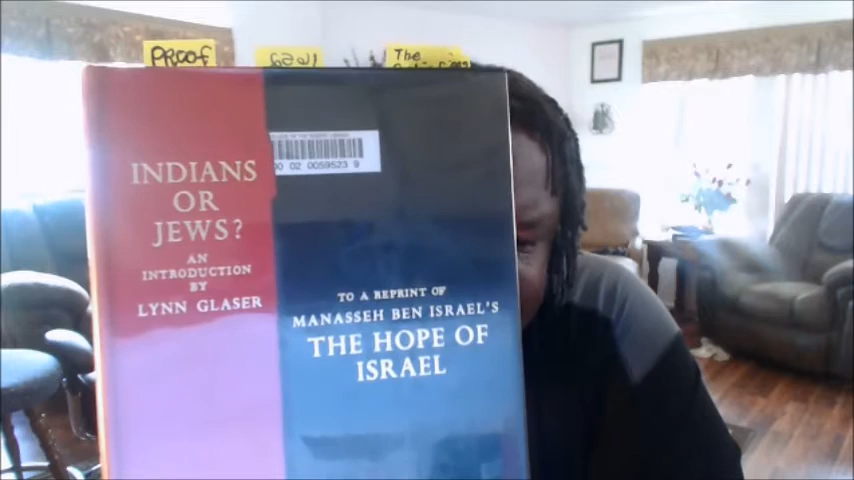 PROOF
The
INDIANS
OR
JEWS?
AN
INTRODUCTION
BY
LYNN GLASER
00 02 0059523 9
TO A REPRINT OF
MANASSEH BEN ISRAEL'S
THE HOPE OF
ISRAEL